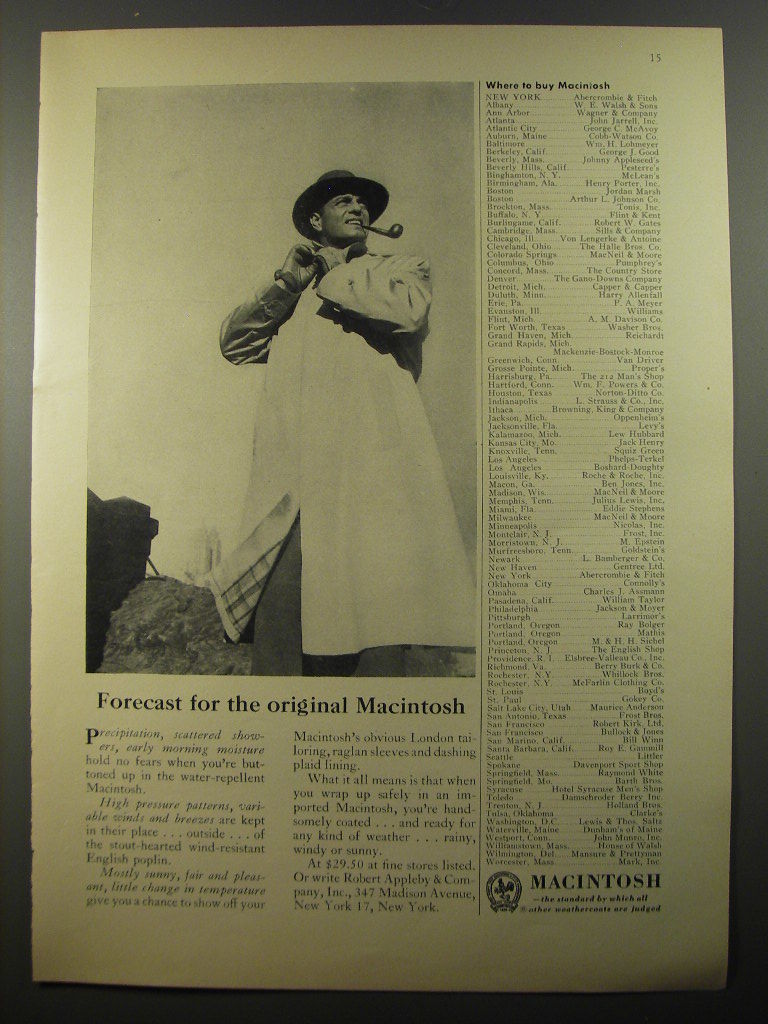 15
Forecast for the original Macintosh
Precipitation, scattered show-
ers, early morning moisture
hold no fears when you're but-
toned up in the water-repellent
Macintosh.
High pressure patterns, vari-
able winds and breezes are kept
in their place . . . outside . . . of
the stout-hearted wind-resistant
English poplin.
Mostly sunny, fair and pleas-
ant, little change in temperature
give you a chance to show off your
Macintosh's obvious London tai-
loring, raglan sleeves and dashing
plaid lining.
What it all means is that when
you wrap up safely in an im-
ported Macintosh, you're hand-
somely coated . . . and ready for
any kind of weather . . . rainy,
windy or sunny.
At $29.50 at fine stores listed.
Or write Robert Appleby & Com-
pany, Inc., 347 Madison Avenue,
New York 17, New York.
Where to buy Macintosh
NEW YORK Abercrombie & Fitch
Albany W. E. Walsh & Sons
Ann Arbor Wagner & Company
Atlanta John Jarrell, Inc.
Atlantic City George C. McAvoy
Auburn, Maine Cobb-Watson Co.
Baltimore Wm. H. Lohmeyer
Berkeley, Calif. George J. Good
Beverly, Mass. Johnny Appleseed's
Beverly Hills, Calif. Pesterre's
Binghamton, N. Y. McLean's
Birmingham, Ala. Henry Porter, Inc.
Boston Jordan Marsh
Boston Arthur L. Johnson Co.
Brockton, Mass. Tonis, Inc.
Buffalo, N. Y. Flint & Kent
Burlingame, Calif. Robert W. Gates
Cambridge, Mass. Sills & Company
Chicago, Ill. Von Lengerke & Antoine
Cleveland, Ohio The Halle Bros. Co.
Colorado Springs MacNeil & Moore
Columbus, Ohio Pumphrey's
Concord, Mass. The Country Store
Denver The Gano-Downs Company
Detroit, Mich. Capper & Capper
Duluth, Minn. Harry Allenfall
Erie, Pa. P. A. Meyer
Evanston, Ill. Williams
Flint, Mich. A. M. Davison Co.
Fort Worth, Texas Washer Bros.
Grand Haven, Mich. Reichardt
Grand Rapids, Mich.
Mackenzie-Bostock-Monroe
Greenwich, Conn. Van Driver
Grosse Pointe, Mich. Proper's
Harrisburg, Pa. The 212 Man's Shop
Hartford, Conn. Wm. F. Powers & Co.
Houston, Texas Norton-Ditto Co.
Indianapolis L. Strauss & Co., Inc.
Ithaca Browning, King & Company
Jackson, Mich. Oppenheim's
Jacksonville, Fla. Levy's
Kalamazoo, Mich. Lew Hubbard
Kansas City, Mo. Jack Henry
Knoxville, Tenn. Squiz Green
Los Angeles Phelps-Terkel
Los Angeles Boshard-Doughty
Louisville, Ky. Roche & Roche, Inc.
Macon, Ga. Ben Jones, Inc.
Madison, Wis. MacNeil & Moore
Memphis, Tenn. Julius Lewis, Inc.
Miami, Fla. Eddie Stephens
Milwaukee MacNeil & Moore
Minneapolis Nicolas, Inc.
Montclair, N. J. Frost, Inc.
Morristown, N. J. M. Epstein
Murfreesboro, Tenn. Goldstein's
Newark L. Bamberger & Co.
New Haven Gentree Ltd.
New York Abercrombie & Fitch
Oklahoma City Connolly's
Omaha Charles J. Assmann
Pasadena, Calif. William Taylor
Philadelphia Jackson & Moyer
Pittsburgh Larrimor's
Portland, Oregon Ray Bolger
Portland, Oregon Mathis
Portland, Oregon M. & H. H. Sichel
Princeton, N. J. The English Shop
Providence, R. I. Elsbree-Valleau Co., Inc.
Richmond, Va. Berry Burk & Co.
Rochester, N.Y. Whillock Bros.
Rochester, N.Y. McFarlin Clothing Co.
St. Louis Boyd's
St. Paul Gokey Co.
Salt Lake City, Utah Maurice Anderson
San Antonio, Texas Frost Bros.
San Francisco Robert Kirk, Ltd.
San Francisco Bullock & Jones
San Marino, Calif. Bill Winn
Santa Barbara, Calif. Roy E. Gammill
Seattle Littler
Spokane Davenport Sport Shop
Springfield, Mass. Raymond White
Springfield, Mo. Barth Bros.
Syracuse Hotel Syracuse Men's Shop
Toledo Damschroder Berry Inc.
Trenton, N. J. Holland Bros.
Tulsa, Oklahoma Clarke's
Washington, D.C. Lewis & Thos. Saltz
Waterville, Maine Dunham's of Maine
Westport, Conn. John Monro, Inc.
Williamstown, Mass. House of Walsh
Wilmington, Del. Mansure & Prettyman
Worcester, Mass. Mark, Inc.
MACINTOSH
—the standard by which all
® other weathercoats are judged